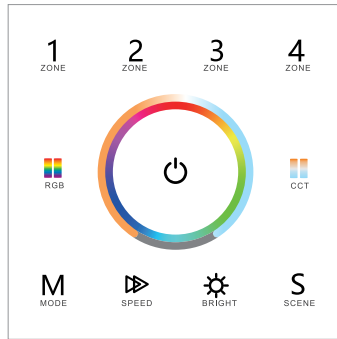 1 2 3 4
ZONE ZONE ZONE ZONE
RGB CCT
M S
MODE SPEED BRIGHT SCENE